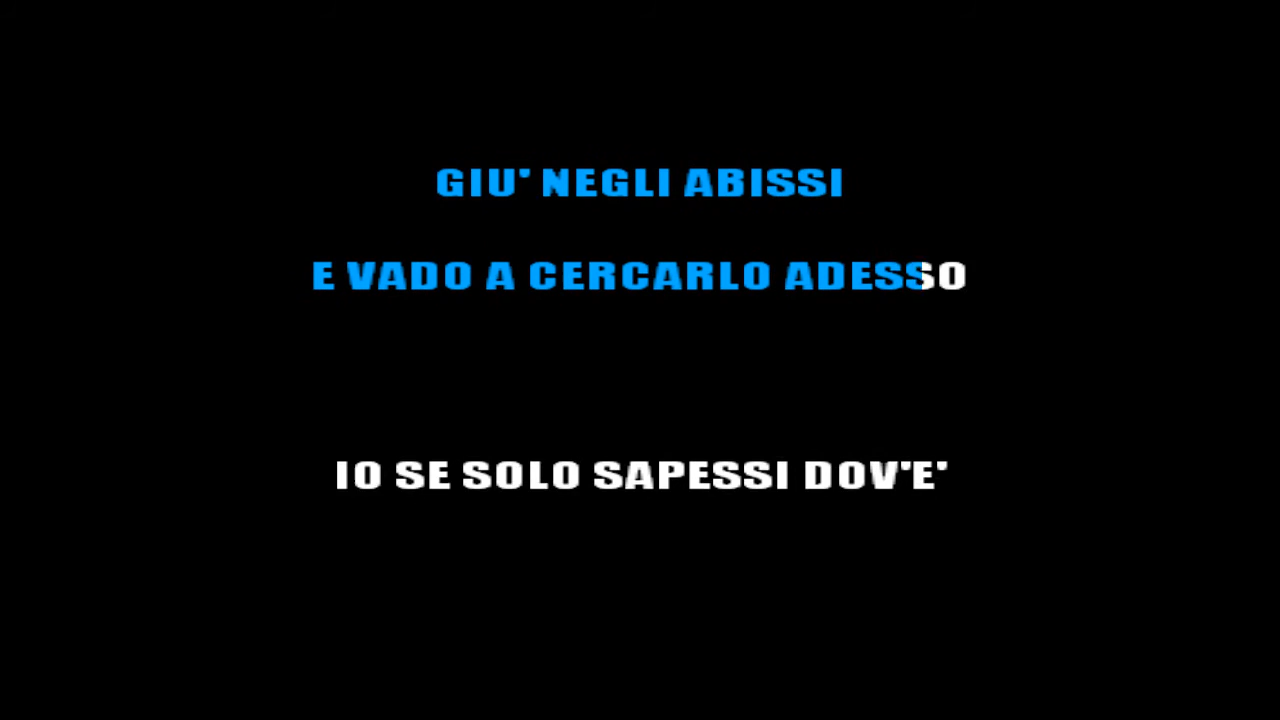 GIU' NEGLI ABISSI
E VADO A CERCARLO ADESSO
IO SE SOLO SAPESSI DOV'E'